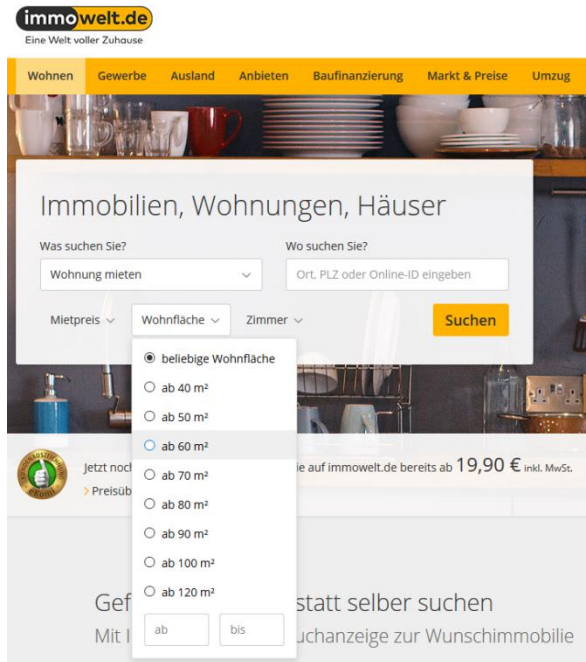 immowelt.de
Eine Welt voller Zuhause
Wohnen Gewerbe Ausland Anbieten Baufinanzierung Markt & Preise Umzug
Immobilien, Wohnungen, Häuser
Was suchen Sie? Wo suchen Sie?
Wohnung mieten Ort, PLZ oder Online-ID eingeben
Mietpreis Wohnfläche Zimmer Suchen
beliebige Wohnfläche
ab 40 m²
ab 50 m²
ab 60 m²
ab 70 m²
ab 80 m²
ab 90 m²
ab 100 m²
ab 120 m²
ab bis
Jetzt noch ie auf immowelt.de bereits ab 19,90 € inkl. MwSt.
Preisüb
ekomi
Gef statt selber suchen
Mit I uchanzeige zur Wunschimmobilie